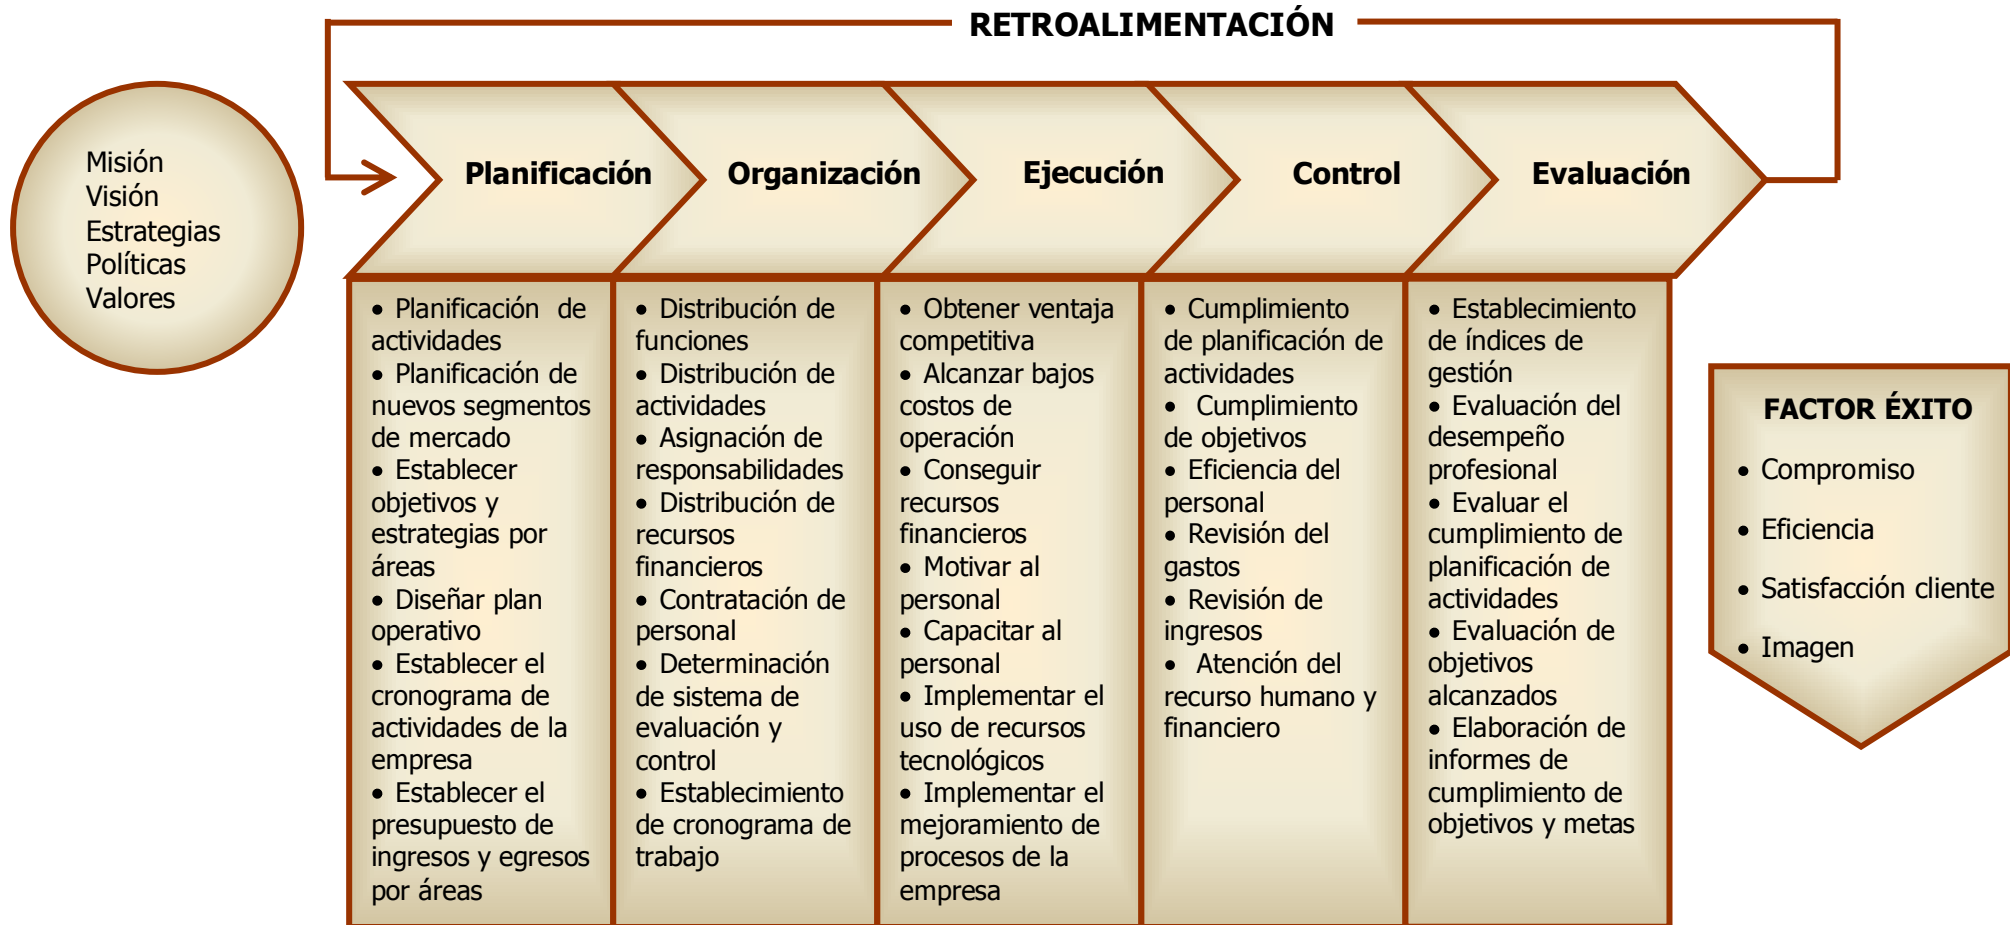 RETROALIMENTACIÓN
Misión
Visión
Estrategias
Políticas
Valores
Planificación
Organización
Ejecución
Control
Evaluación
• Planificación de
actividades
• Planificación de
nuevos segmentos
de mercado
• Establecer
objetivos y
estrategias por
áreas
• Diseñar plan
operativo
• Establecer el
cronograma de
actividades de la
empresa
• Establecer el
presupuesto de
ingresos y egresos
por áreas
• Distribución de
funciones
• Distribución de
actividades
• Asignación de
responsabilidades
• Distribución de
recursos
financieros
• Contratación de
personal
• Determinación
de sistema de
evaluación y
control
• Establecimiento
de cronograma de
trabajo
• Obtener ventaja
competitiva
• Alcanzar bajos
costos de
operación
• Conseguir
recursos
financieros
• Motivar al
personal
• Capacitar al
personal
• Implementar el
uso de recursos
tecnológicos
• Implementar el
mejoramiento de
procesos de la
empresa
• Cumplimiento
de planificación de
actividades
• Cumplimiento
de objetivos
• Eficiencia del
personal
• Revisión del
gastos
• Revisión de
ingresos
• Atención del
recurso humano y
financiero
• Establecimiento
de índices de
gestión
• Evaluación del
desempeño
profesional
• Evaluar el
cumplimiento de
planificación de
actividades
• Evaluación de
objetivos
alcanzados
• Elaboración de
informes de
cumplimiento de
objetivos y metas
FACTOR ÉXITO
• Compromiso
• Eficiencia
• Satisfacción cliente
• Imagen